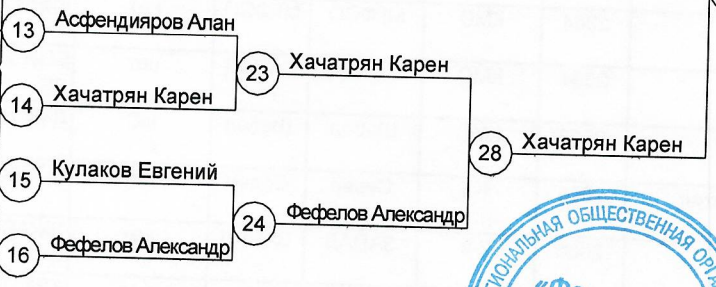 13 Асфендияров Алан
23 Хачатрян Карен
14 Хачатрян Карен
28 Хачатрян Карен
15 Кулаков Евгений
24 Фефелов Александр
16 Фефелов Александр
ОБЩЕСТВЕННАЯ